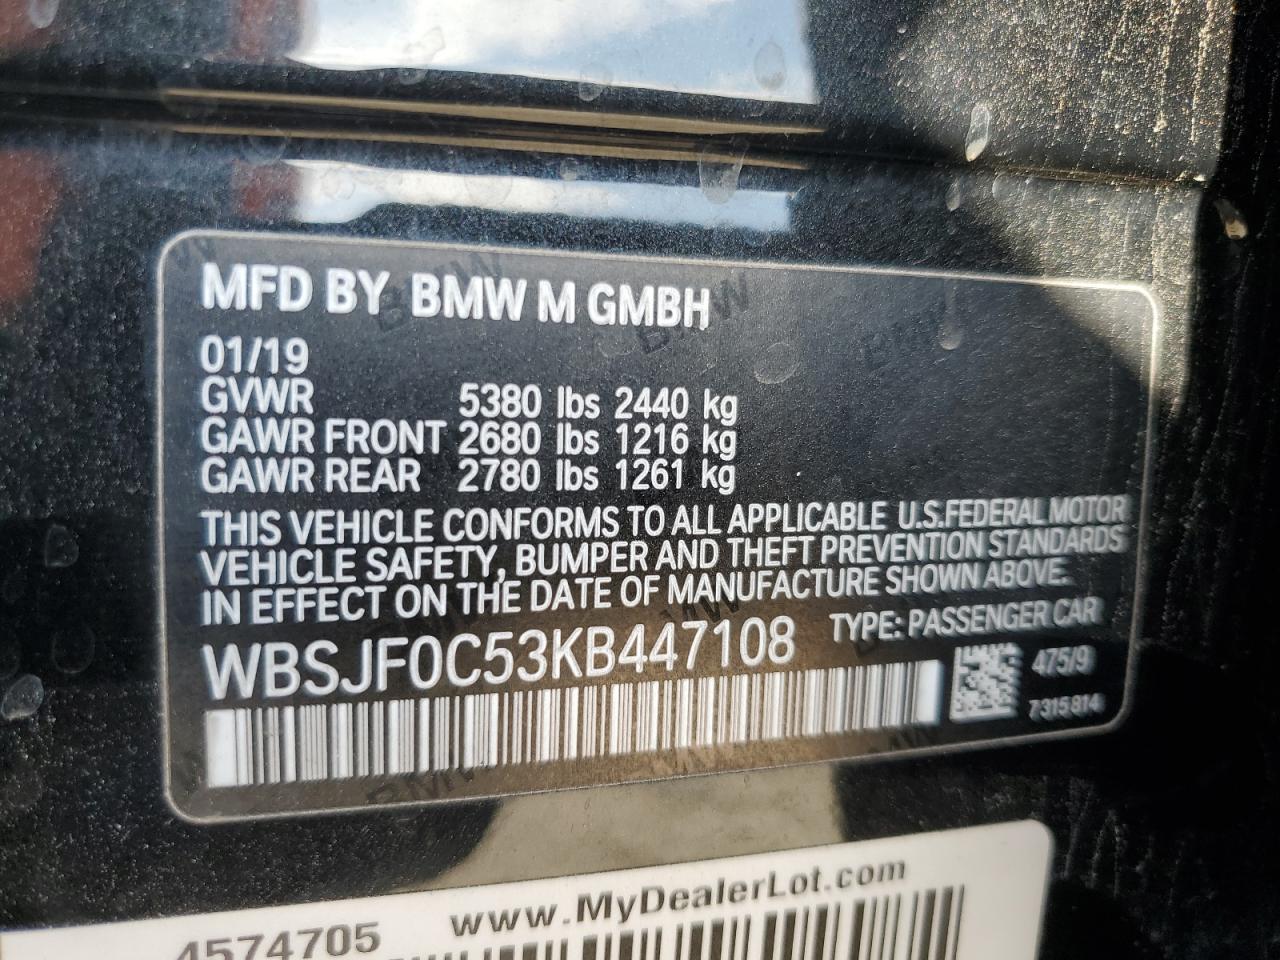 MFD BY BMW M GMBH
01/19
GVWR 5380 lbs 2440 kg
GAWR FRONT 2680 lbs 1216 kg
GAWR REAR 2780 lbs 1261 kg
THIS VEHICLE CONFORMS TO ALL APPLICABLE U.S.FEDERAL MOTOR
VEHICLE SAFETY, BUMPER AND THEFT PREVENTION STANDARDS
IN EFFECT ON THE DATE OF MANUFACTURE SHOWN ABOVE.
WBSJF0C53KB447108 TYPE: PASSENGER CAR
475/9
7315814
4574705 www.MyDealerLot.com